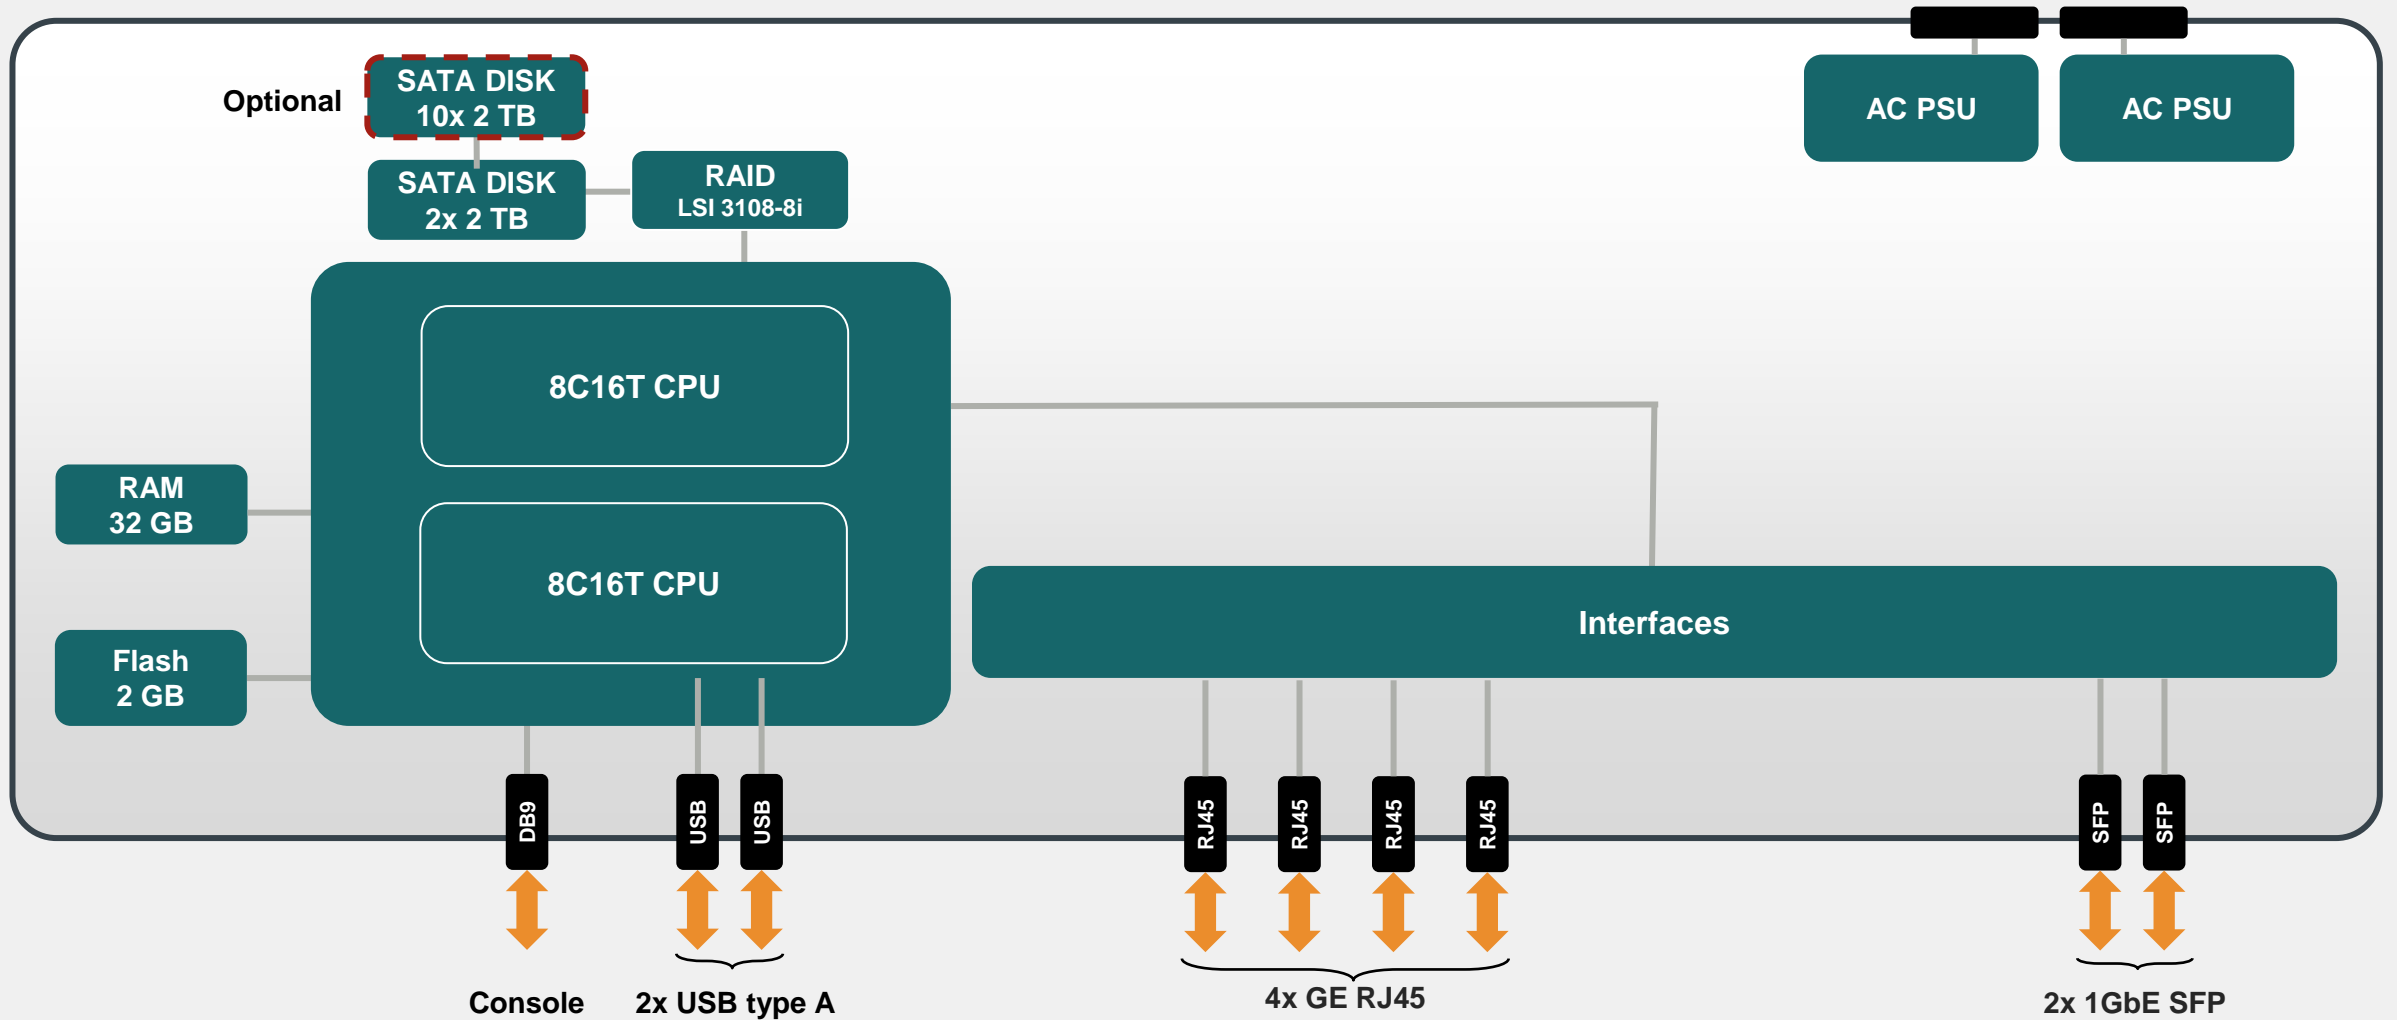 Optional
SATA DISK
10x 2 TB
SATA DISK
2x 2 TB
RAID
LSI 3108-8i
AC PSU
AC PSU
8C16T CPU
8C16T CPU
RAM
32 GB
Flash
2 GB
Interfaces
DB9
USB
USB
RJ45
RJ45
RJ45
RJ45
SFP
SFP
Console
2x USB type A
4x GE RJ45
2x 1GbE SFP